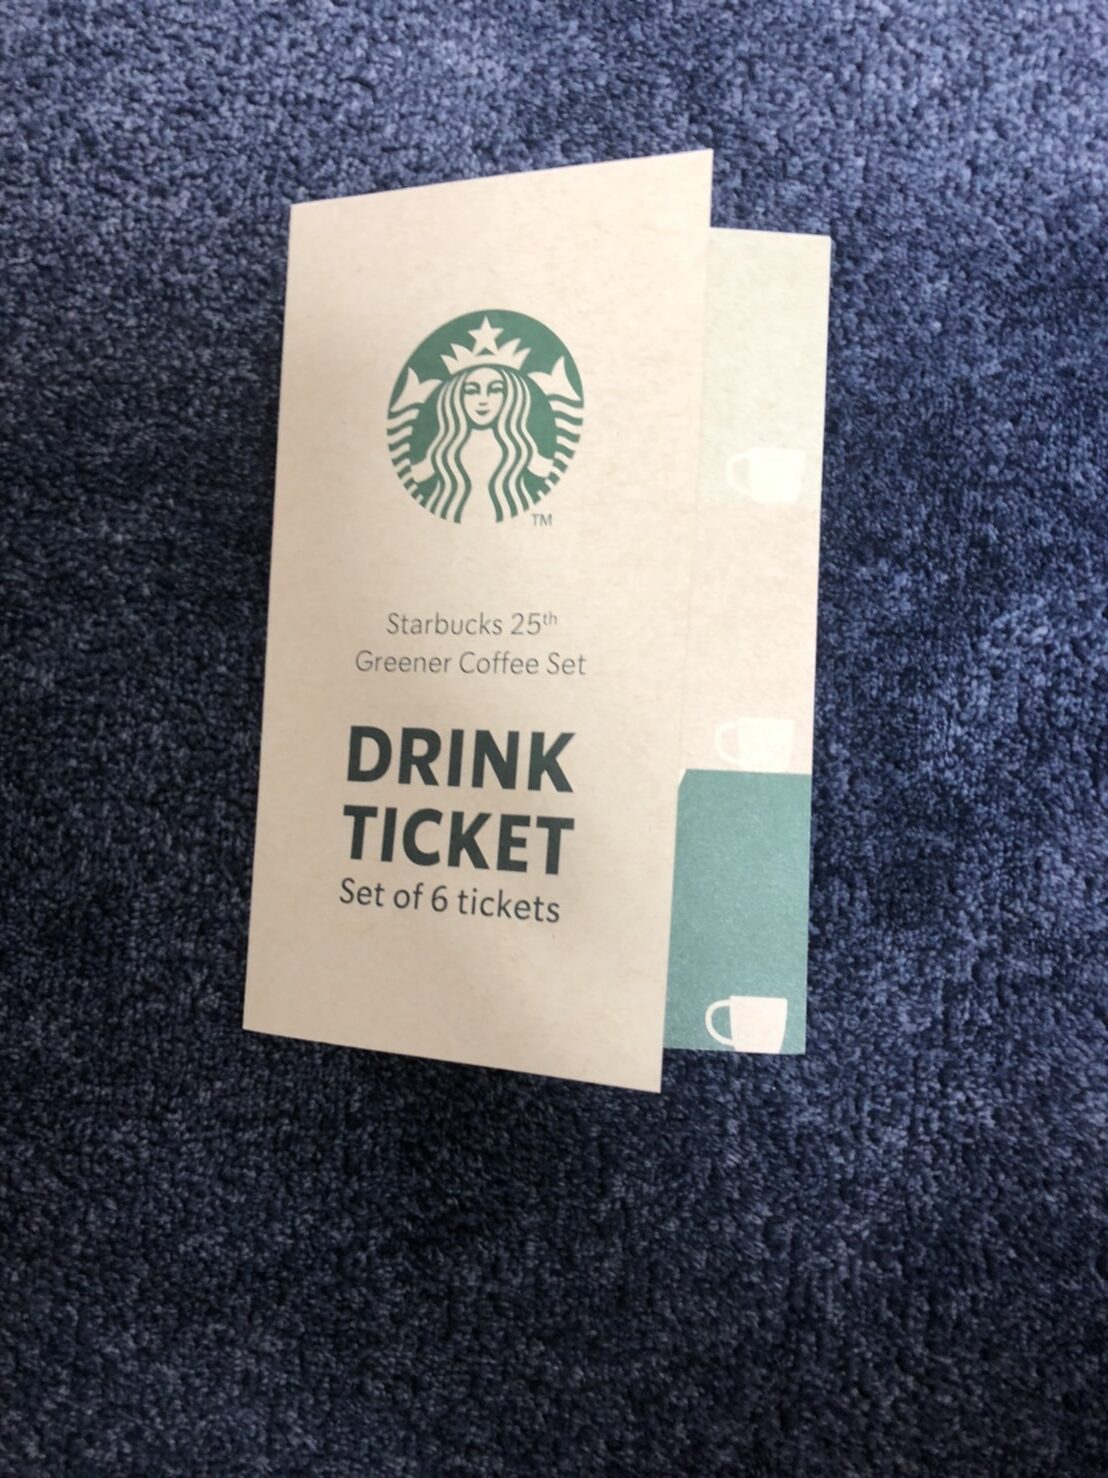 TM
Starbucks 25th
Greener Coffee Set
DRINK
TICKET
Set of 6 tickets